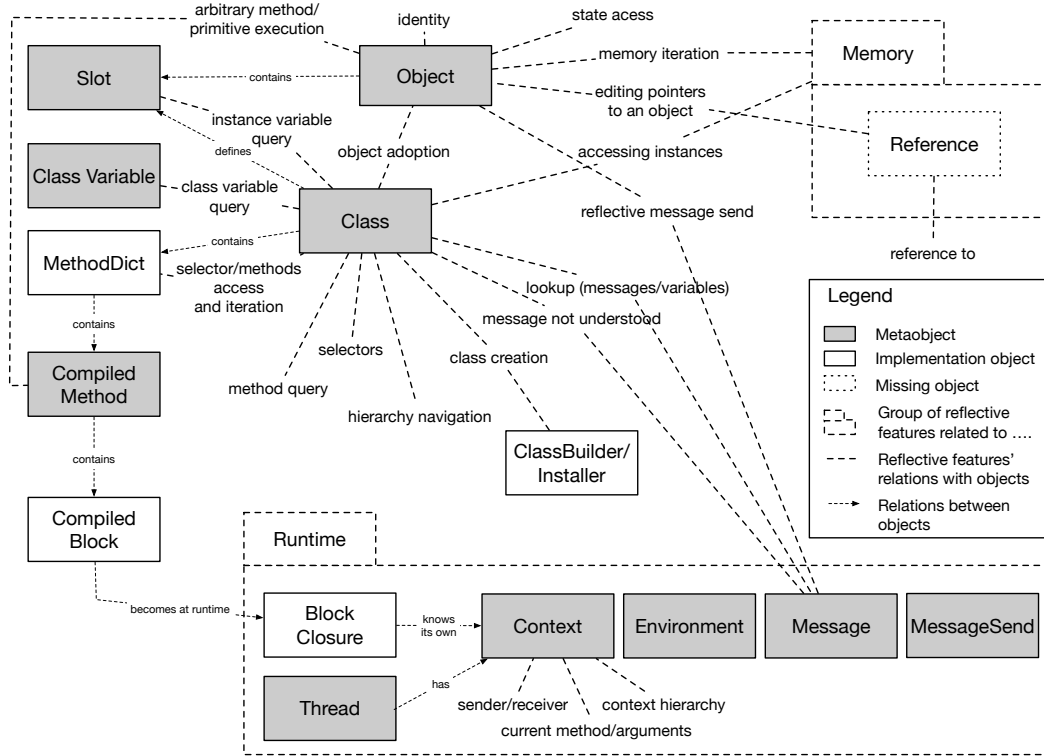 arbitrary method/
primitive execution
identity
state acess
memory iteration
Memory
Slot
contains
Object
editing pointers
to an object
Reference
instance variable
query
defines
object adoption
accessing instances
Class Variable
class variable
query
Class
reflective message send
reference to
MethodDict
contains
selector/methods
access
and iteration
lookup (messages/variables)
message not understood
contains
selectors
class creation
Compiled
Method
method query
hierarchy navigation
ClassBuilder/
Installer
contains
Compiled
Block
Legend
Metaobject
Implementation object
Missing object
Group of reflective
features related to ....
Reflective features'
relations with objects
Relations between
objects
Runtime
becomes at runtime
Block
Closure
knows
its own
Context
Environment
Message
MessageSend
Thread
has
sender/receiver
context hierarchy
current method/arguments